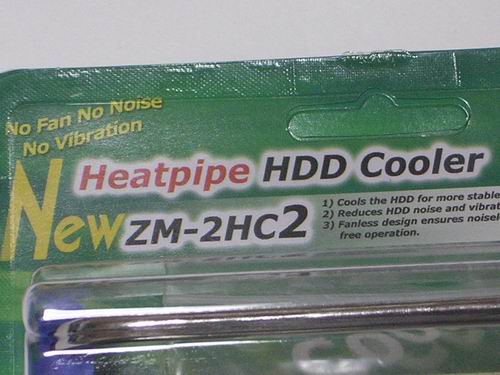 No Fan No Noise
No Vibration
Heatpipe HDD Cooler
New ZM-2HC2
1) Cools the HDD for more stable
2) Reduces HDD noise and vibrat
3) Fanless design ensures noisel
free operation.